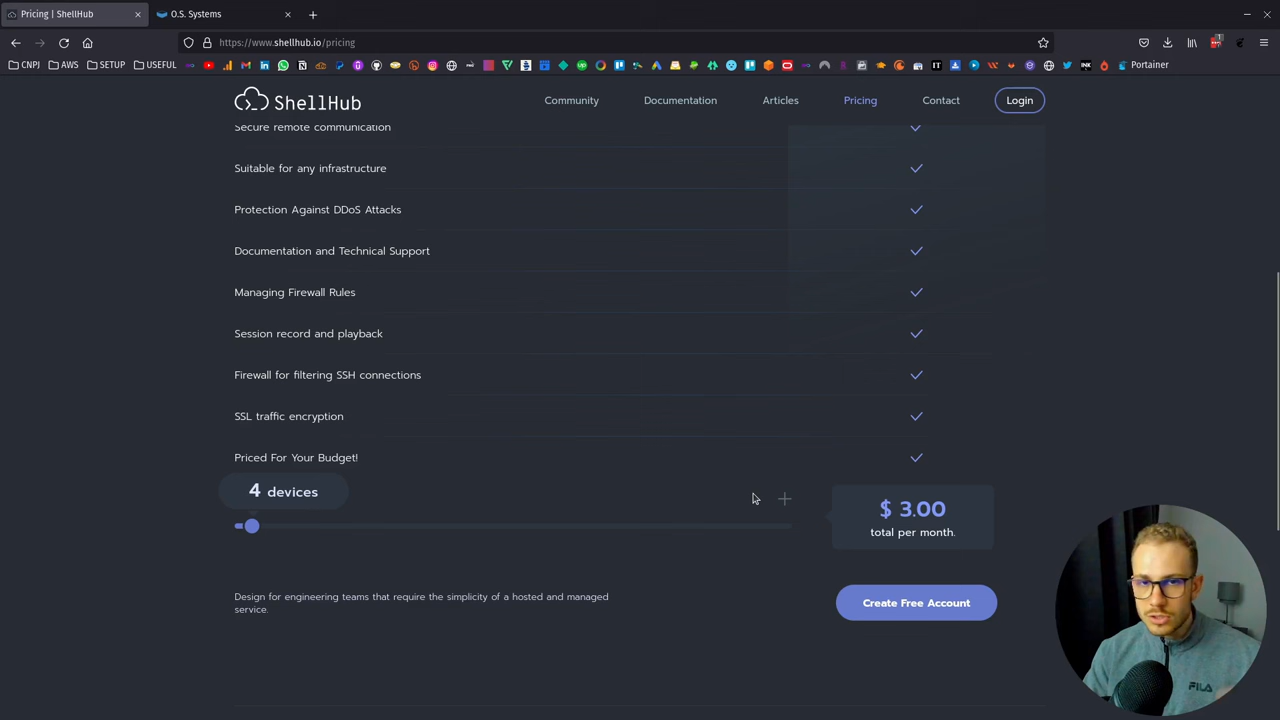 Pricing | ShellHub
O.S. Systems
https://www.shellhub.io/pricing
CNPJ
AWS
SETUP
USEFUL
Portainer
ShellHub
Community
Documentation
Articles
Pricing
Contact
Login
Secure remote communication
Suitable for any infrastructure
Protection Against DDoS Attacks
Documentation and Technical Support
Managing Firewall Rules
Session record and playback
Firewall for filtering SSH connections
SSL traffic encryption
Priced For Your Budget!
4 devices
$ 3.00
total per month.
Design for engineering teams that require the simplicity of a hosted and managed
service.
Create Free Account
FILA